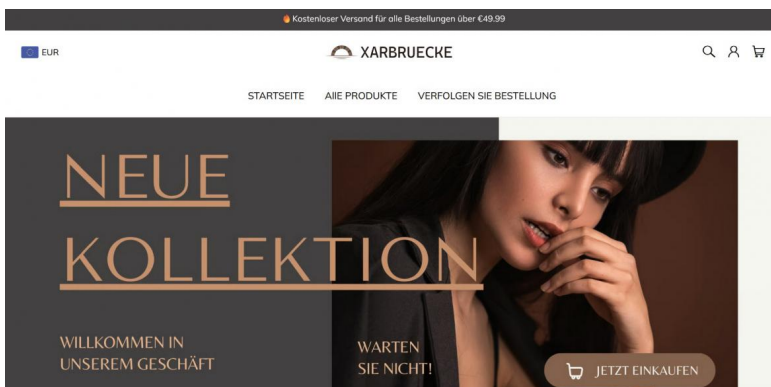 🔥 Kostenloser Versand für alle Bestellungen über €49.99
EUR
XARBRUECKE
STARTSEITE AllE PRODUKTE VERFOLGEN SIE BESTELLUNG
NEUE
KOLLEKTION
WILLKOMMEN IN
UNSEREM GESCHÄFT
WARTEN
SIE NICHT!
JETZT EINKAUFEN